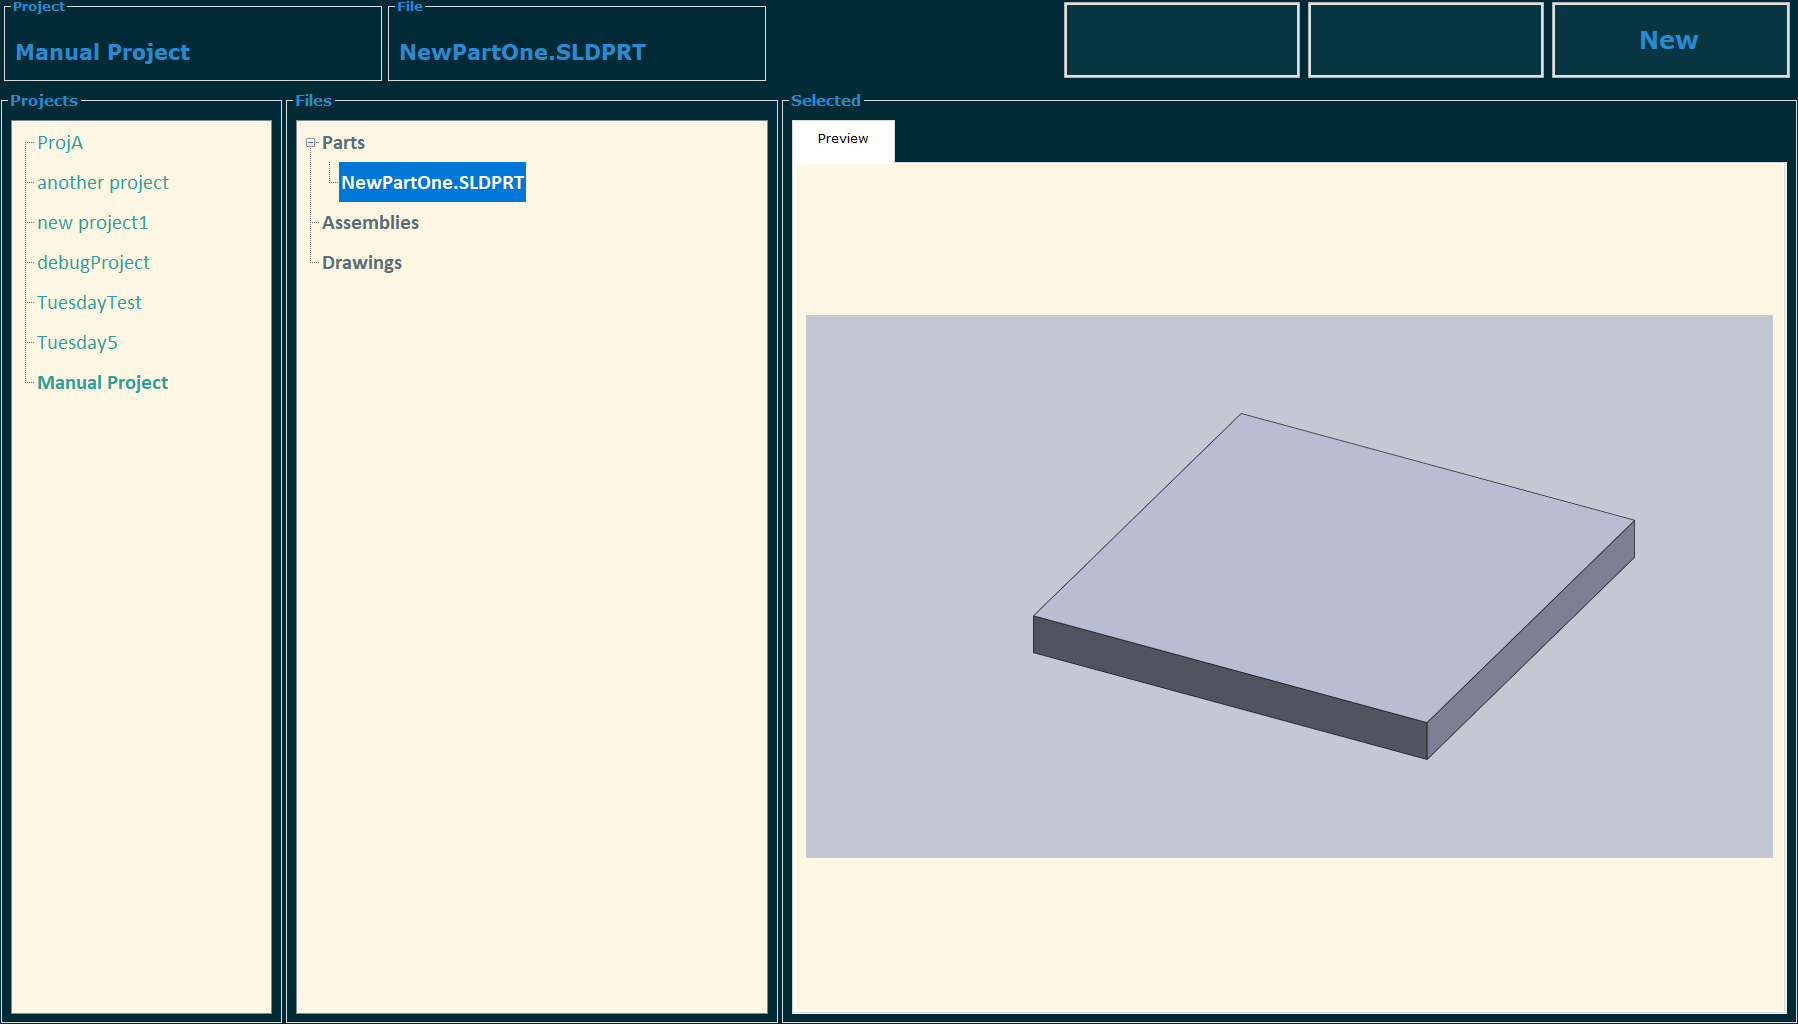 Project
Manual Project
File
NewPartOne.SLDPRT
New
Projects
ProjA
another project
new project1
debugProject
TuesdayTest
Tuesday5
Manual Project
Files
Parts
NewPartOne.SLDPRT
Assemblies
Drawings
Selected
Preview